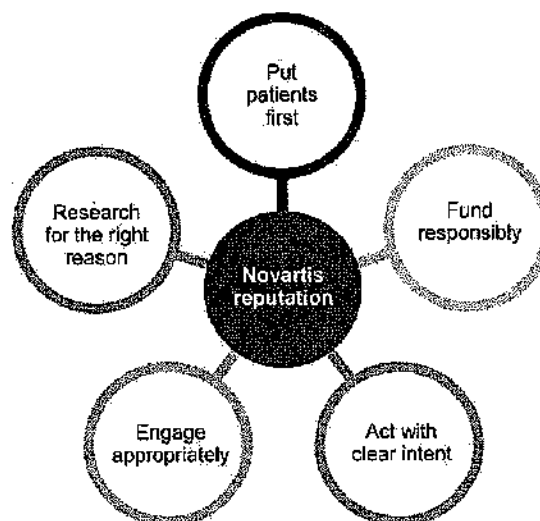 Put
patients
first
Fund
responsibly
Act with
clear intent
Engage
appropriately
Research
for the right
reason
Novartis
reputation